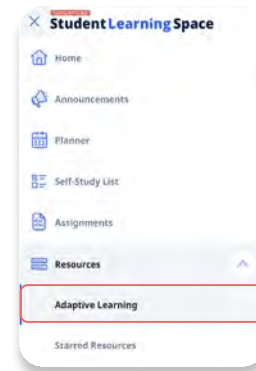 Student Learning Space
Home
Announcements
Planner
Self-Study List
Assignments
Resources
Adaptive Learning
Starred Resources